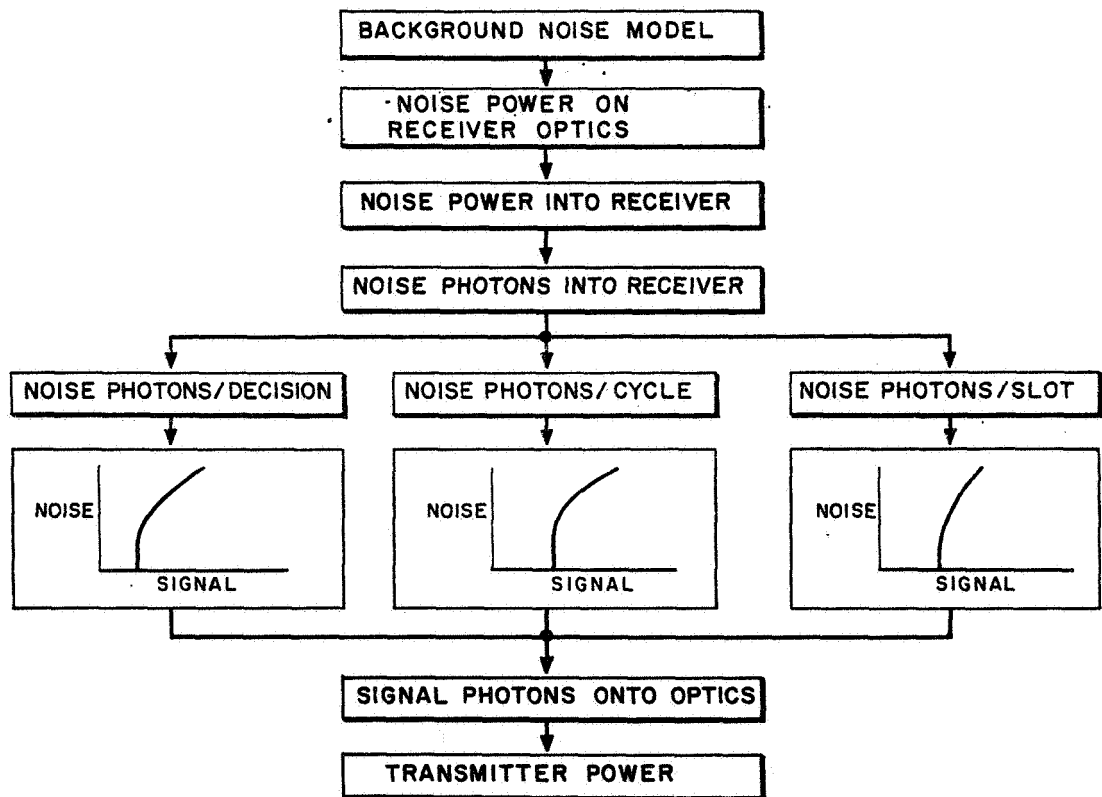 BACKGROUND NOISE MODEL
NOISE POWER ON
RECEIVER OPTICS
NOISE POWER INTO RECEIVER
NOISE PHOTONS INTO RECEIVER
NOISE PHOTONS/DECISION
NOISE PHOTONS/CYCLE
NOISE PHOTONS/SLOT
NOISE
SIGNAL
NOISE
SIGNAL
NOISE
SIGNAL
SIGNAL PHOTONS ONTO OPTICS
TRANSMITTER POWER